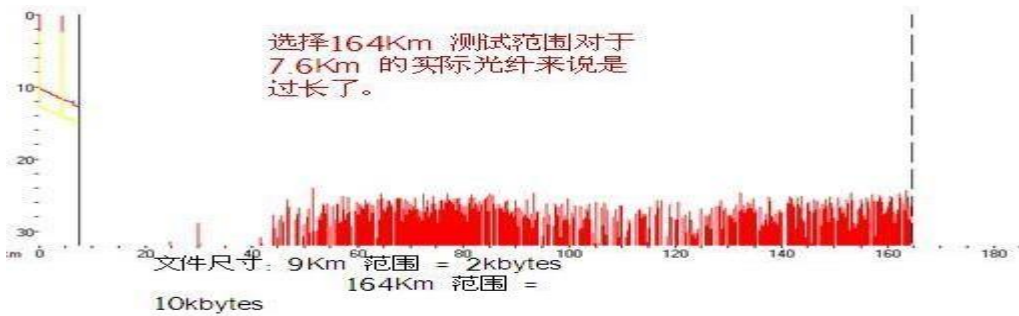 选择164Km 测试范围对于
7.6Km 的实际光纤来说是
过长了。
0
10
20
30
Km 0 20 40 60 80 100 120 140 160 180
文件尺寸: 9Km 范围 = 2kbytes
164Km 范围 =
10kbytes